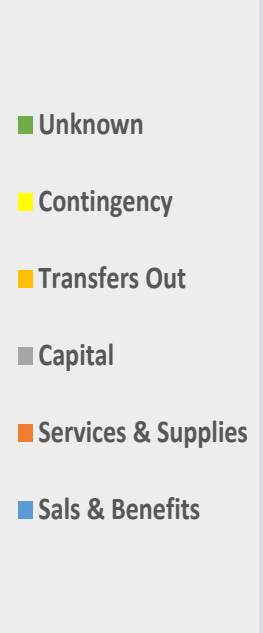 Unknown
Contingency
Transfers Out
Capital
Services & Supplies
Sals & Benefits